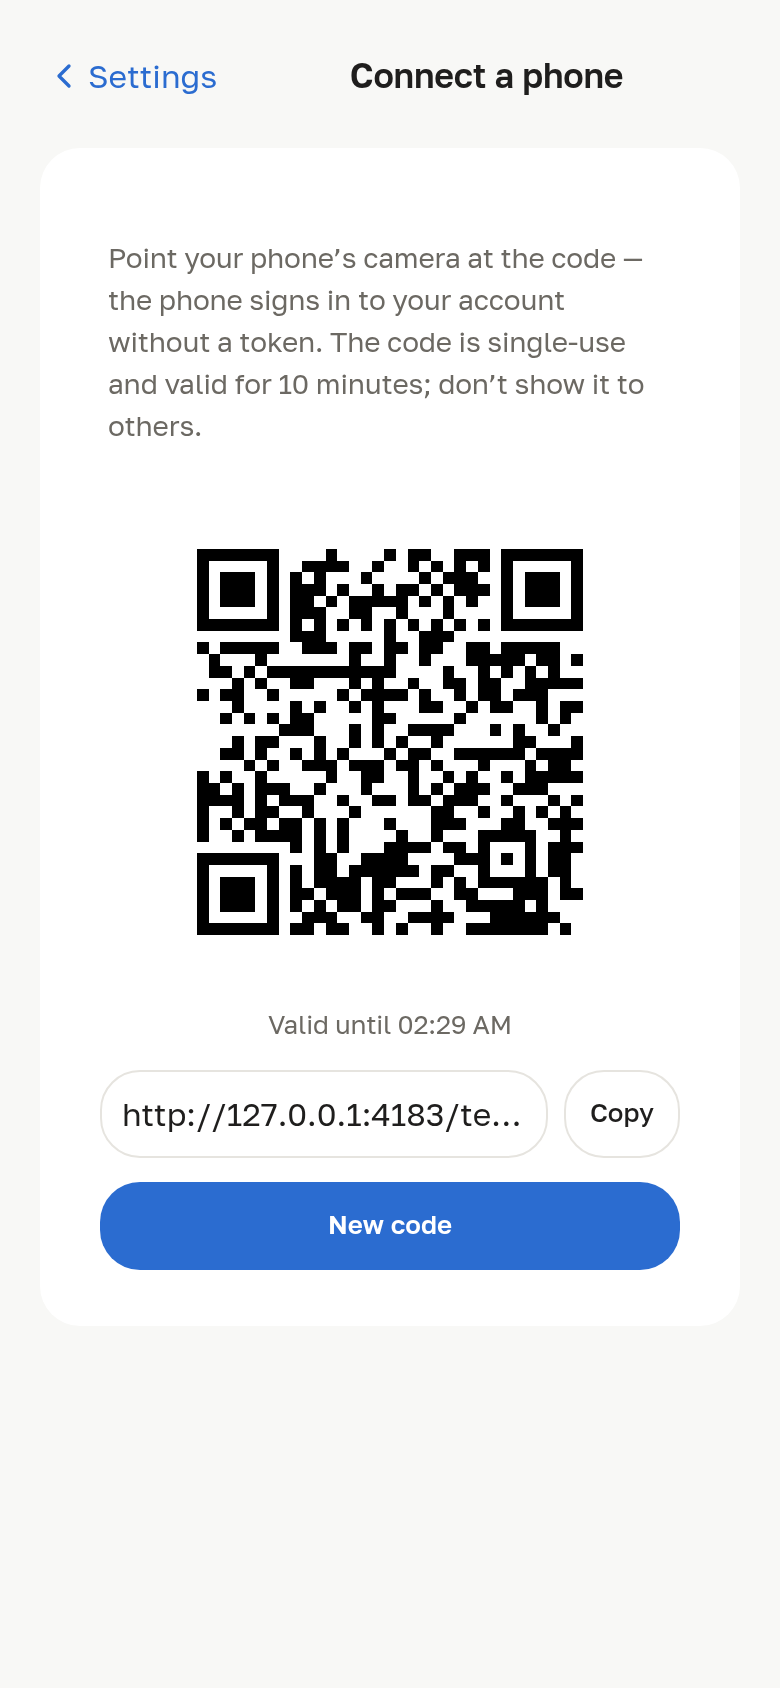 Settings
Connect a phone
Point your phone’s camera at the code —
the phone signs in to your account
without a token. The code is single-use
and valid for 10 minutes; don’t show it to
others.
Valid until 02:29 AM
http://127.0.0.1:4183/te...
Copy
New code